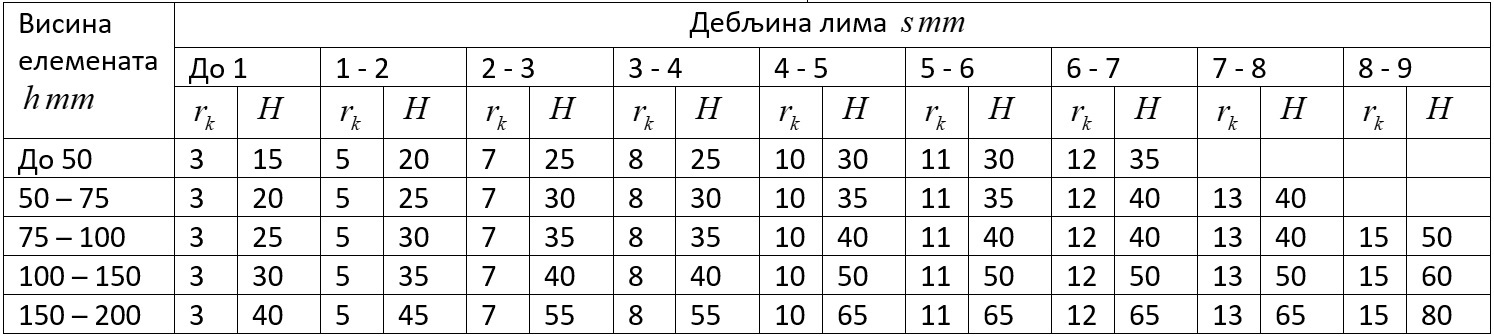 Висина елемената h mm Дебљина лима s mm
До 1 1 - 2 2 - 3 3 - 4 4 - 5 5 - 6 6 - 7 7 - 8 8 - 9
r_k H r_k H r_k H r_k H r_k H r_k H r_k H r_k H r_k H
До 50 3 15 5 20 7 25 8 25 10 30 11 30 12 35
50 – 75 3 20 5 25 7 30 8 30 10 35 11 35 12 40 13 40
75 – 100 3 25 5 30 7 35 8 35 10 40 11 40 12 40 13 40 15 50
100 – 150 3 30 5 35 7 40 8 40 10 50 11 50 12 50 13 50 15 60
150 – 200 3 40 5 45 7 55 8 55 10 65 11 65 12 65 13 65 15 80